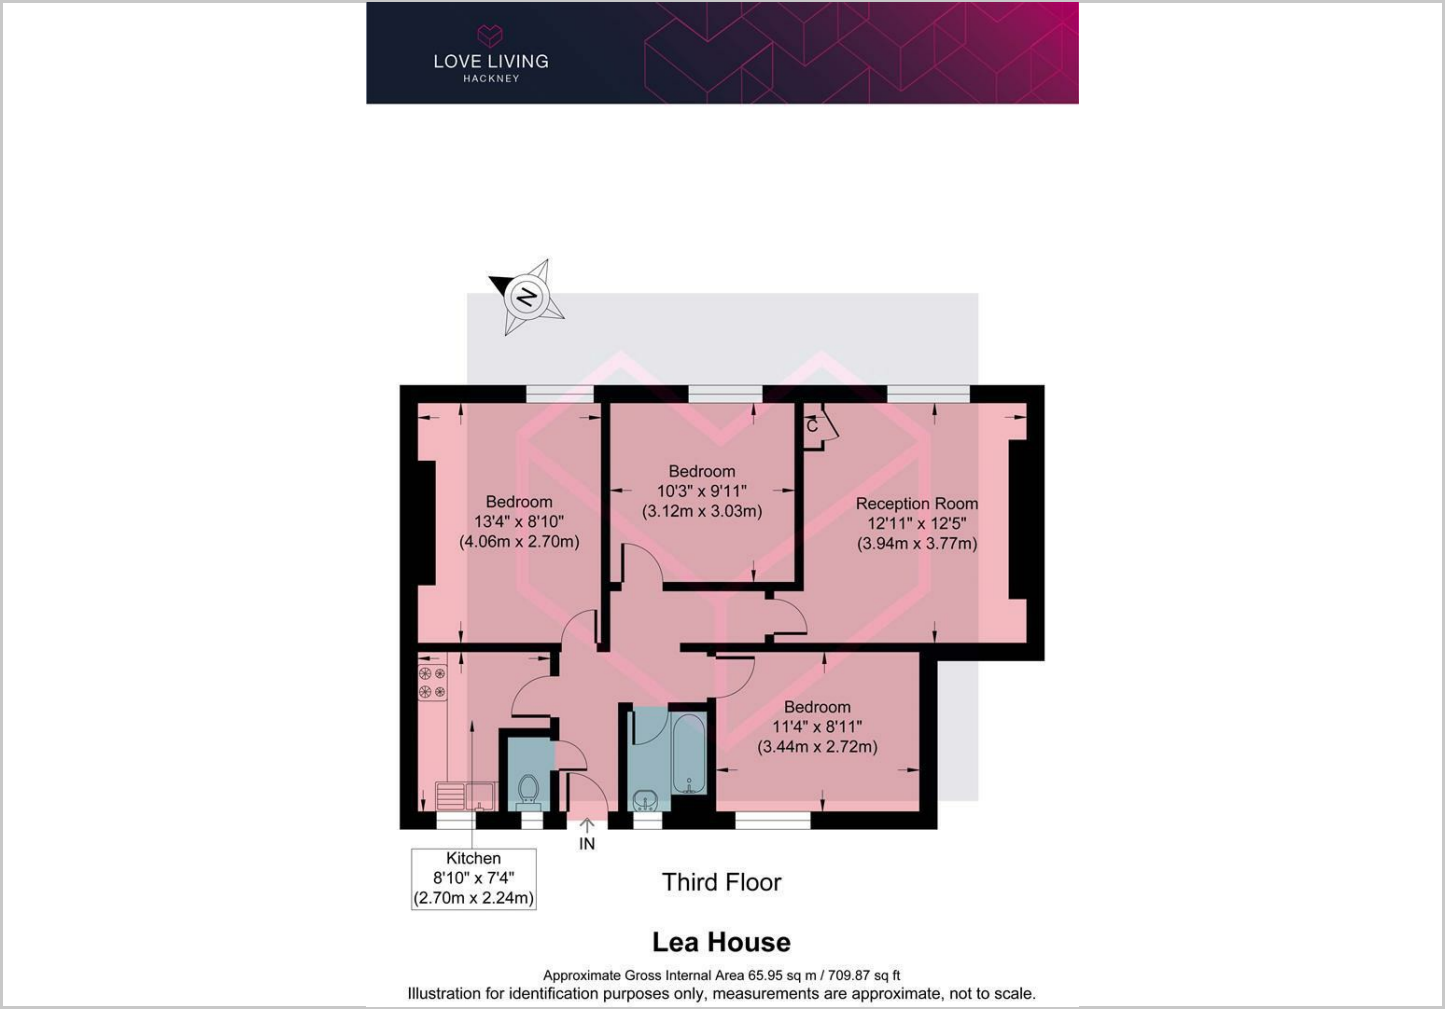 LOVE LIVING
HACKNEY
N
Bedroom
13'4" x 8'10"
(4.06m x 2.70m)
Bedroom
10'3" x 9'11"
(3.12m x 3.03m)
C
Reception Room
12'11" x 12'5"
(3.94m x 3.77m)
Bedroom
11'4" x 8'11"
(3.44m x 2.72m)
IN
Kitchen
8'10" x 7'4"
(2.70m x 2.24m)
Third Floor
Lea House
Approximate Gross Internal Area 65.95 sq m / 709.87 sq ft
Illustration for identification purposes only, measurements are approximate, not to scale.